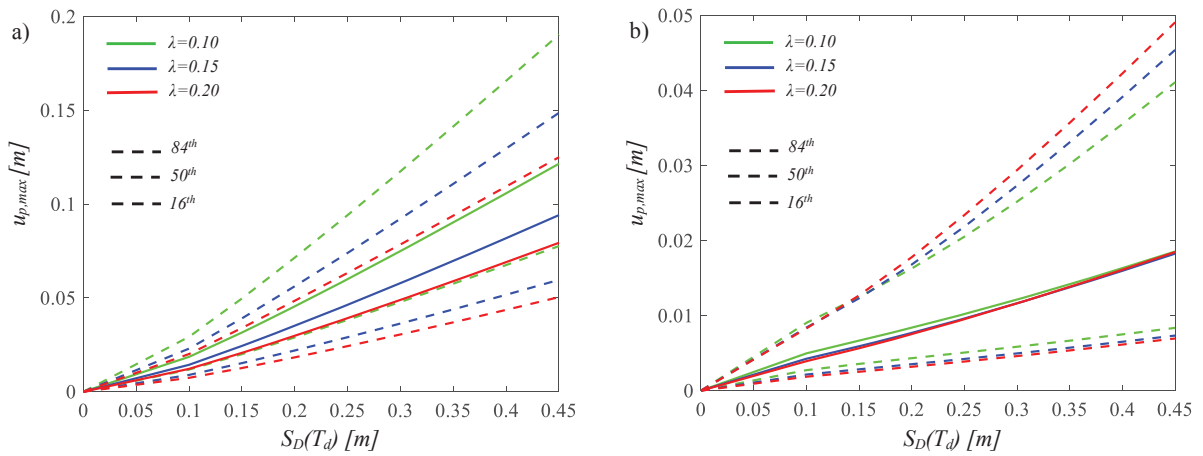 a)
λ=0.10
λ=0.15
λ=0.20
84th
50th
16th
u_p,max [m]
0.2
0.15
0.1
0.05
0
0 0.05 0.1 0.15 0.2 0.25 0.3 0.35 0.4 0.45
S_D(T_d) [m]
b)
λ=0.10
λ=0.15
λ=0.20
84th
50th
16th
u_p,max [m]
0.05
0.04
0.03
0.02
0.01
0
0 0.05 0.1 0.15 0.2 0.25 0.3 0.35 0.4 0.45
S_D(T_d) [m]